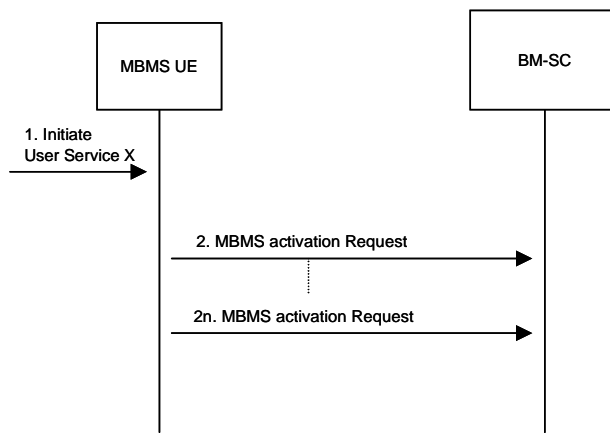 MBMS UE
BM-SC
1. Initiate
User Service X
2. MBMS activation Request
2n. MBMS activation Request